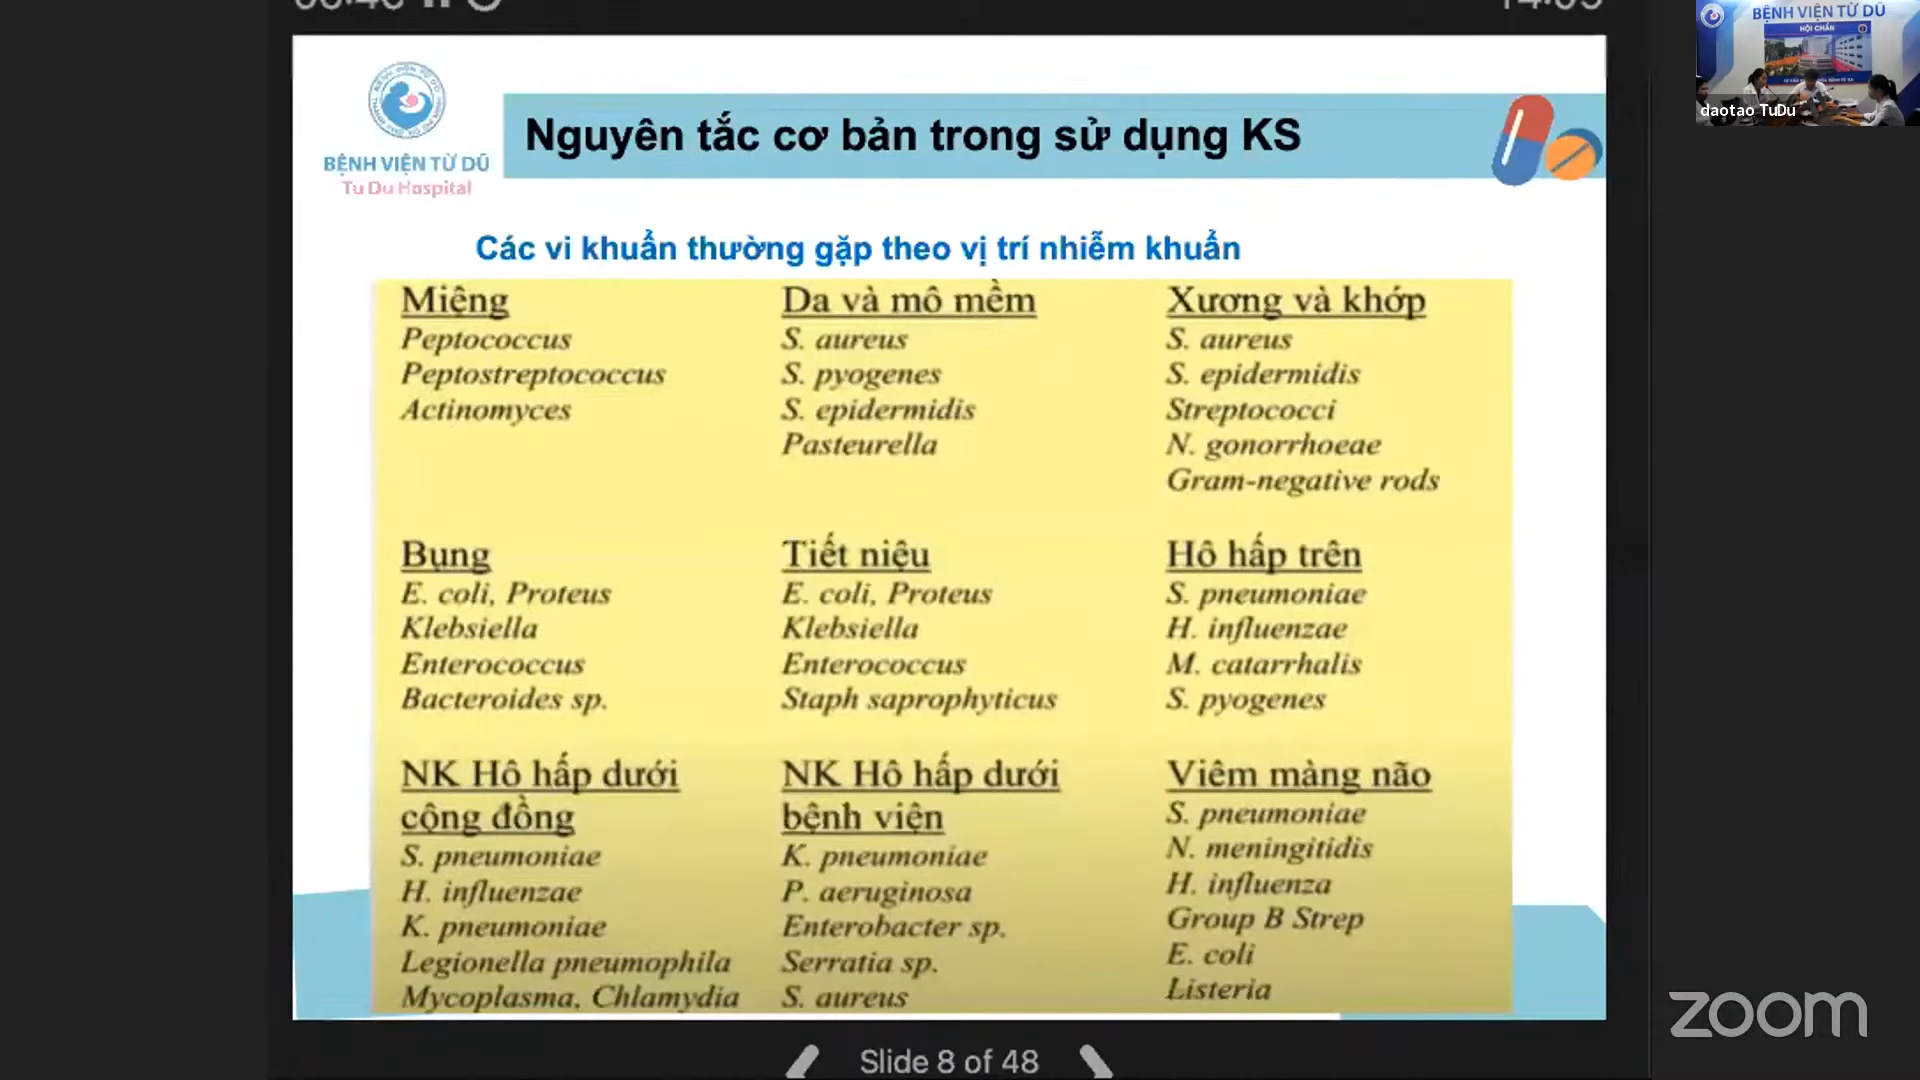 BỆNH VIỆN TỪ DŨ
HỘI CHẨN
daotao TuDu
BỆNH VIỆN TỪ DŨ
Tu Du Hospital
Nguyên tắc cơ bản trong sử dụng KS
Các vi khuẩn thường gặp theo vị trí nhiễm khuẩn
Miệng
Peptococcus
Peptostreptococcus
Actinomyces
Da và mô mềm
S. aureus
S. pyogenes
S. epidermidis
Pasteurella
Xương và khớp
S. aureus
S. epidermidis
Streptococci
N. gonorrhoeae
Gram-negative rods
Bụng
E. coli, Proteus
Klebsiella
Enterococcus
Bacteroides sp.
Tiết niệu
E. coli, Proteus
Klebsiella
Enterococcus
Staph saprophyticus
Hô hấp trên
S. pneumoniae
H. influenzae
M. catarrhalis
S. pyogenes
NK Hô hấp dưới
cộng đồng
S. pneumoniae
H. influenzae
K. pneumoniae
Legionella pneumophila
Mycoplasma, Chlamydia
NK Hô hấp dưới
bệnh viện
K. pneumoniae
P. aeruginosa
Enterobacter sp.
Serratia sp.
S. aureus
Viêm màng não
S. pneumoniae
N. meningitidis
H. influenza
Group B Strep
E. coli
Listeria
Slide 8 of 48
zoom